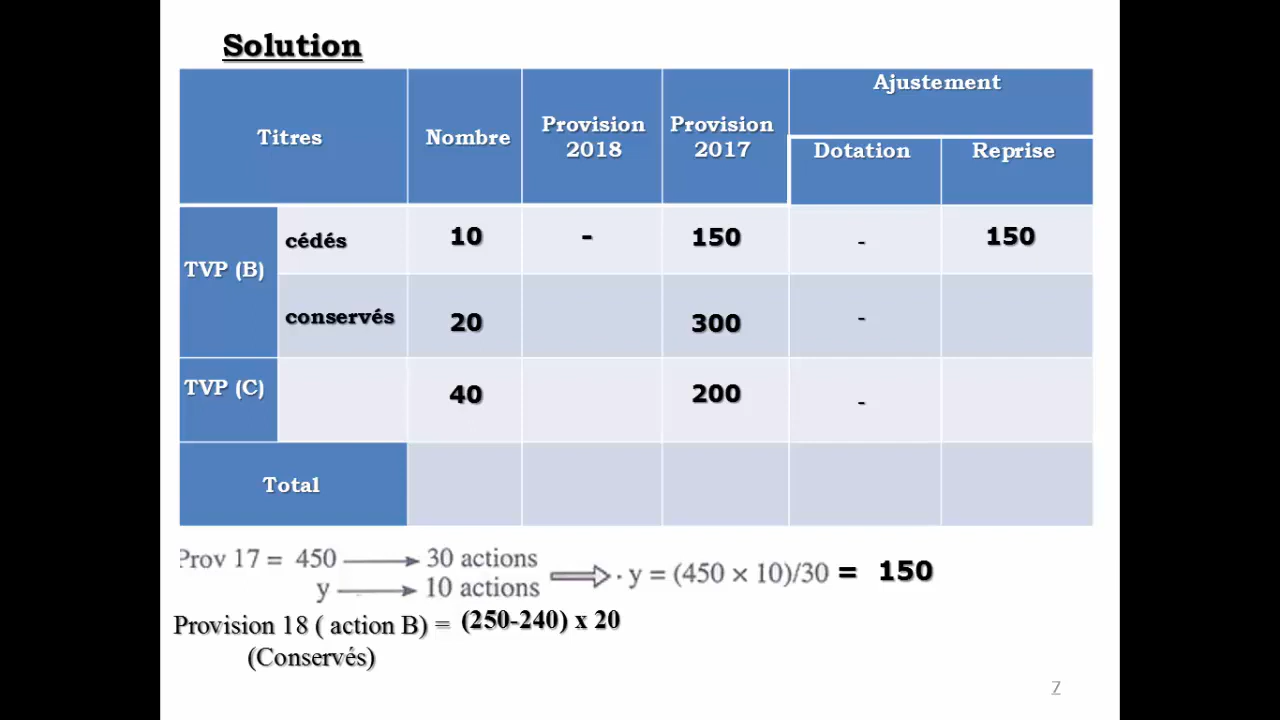 Solution
Titres Nombre Provision 2018 Provision 2017 Ajustement
Dotation Reprise
TVP (B) cédés 10 - 150 - 150
conservés 20 300 -
TVP (C) 40 200 -
Total
Prov 17 = 450 → 30 actions
y → 10 actions ⇒ · y = (450 × 10)/30 = 150
Provision 18 ( action B) = (250-240) x 20
(Conservés)
7